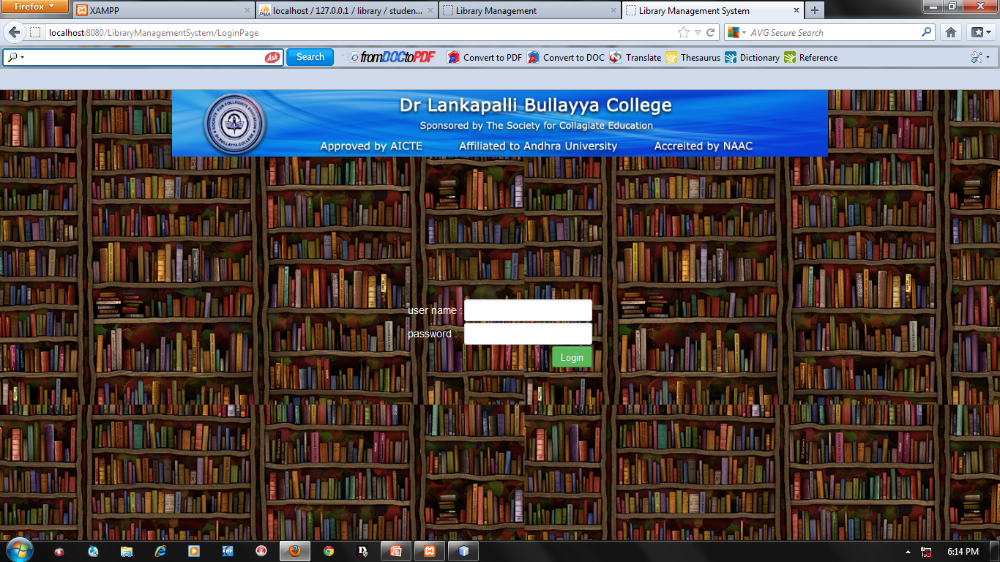 Firefox
XAMPP
localhost / 127.0.0.1 / library / studen...
Library Management
Library Management System
localhost:8080/LibraryManagementSystem/LoginPage
AVG Secure Search
Ask
Search
fromDOCtoPDF
Convert to PDF
Convert to DOC
Translate
Thesaurus
Dictionary
Reference
Dr Lankapalli Bullayya College
Sponsored by The Society for Collagiate Education
Approved by AICTE Affiliated to Andhra University Accreited by NAAC
user name :
password :
Login
6:14 PM